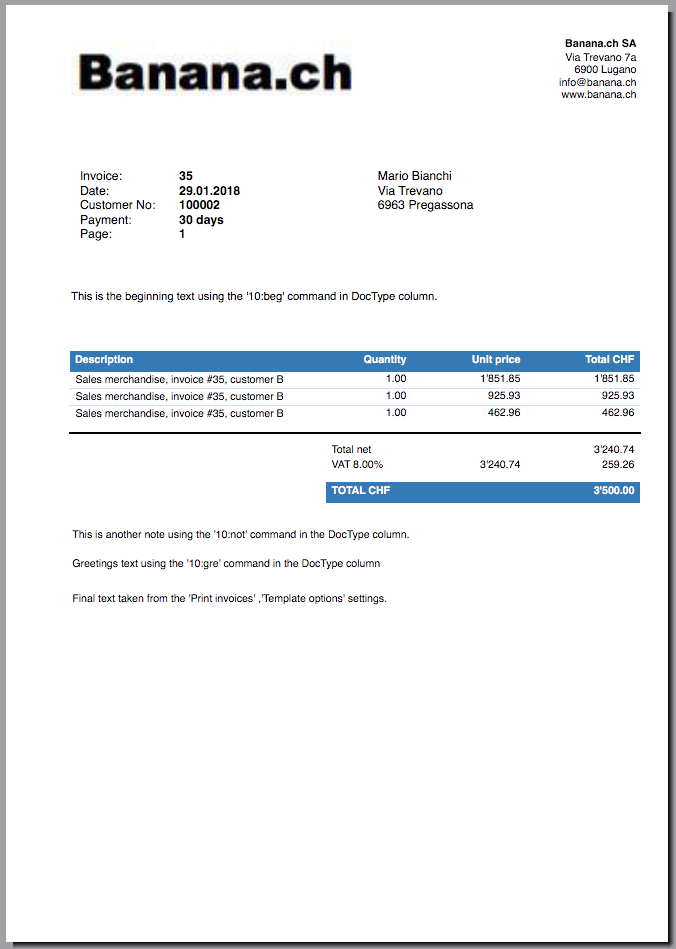 Banana.ch
Banana.ch SA
Via Trevano 7a
6900 Lugano
info@banana.ch
www.banana.ch
Invoice: 35
Date: 29.01.2018
Customer No: 100002
Payment: 30 days
Page: 1
Mario Bianchi
Via Trevano
6963 Pregassona
This is the beginning text using the '10:beg' command in DocType column.
Description Quantity Unit price Total CHF
Sales merchandise, invoice #35, customer B 1.00 1'851.85 1'851.85
Sales merchandise, invoice #35, customer B 1.00 925.93 925.93
Sales merchandise, invoice #35, customer B 1.00 462.96 462.96
Total net 3'240.74
VAT 8.00% 3'240.74 259.26
TOTAL CHF 3'500.00
This is another note using the '10:not' command in the DocType column.
Greetings text using the '10:gre' command in the DocType column
Final text taken from the 'Print invoices' ,'Template options' settings.